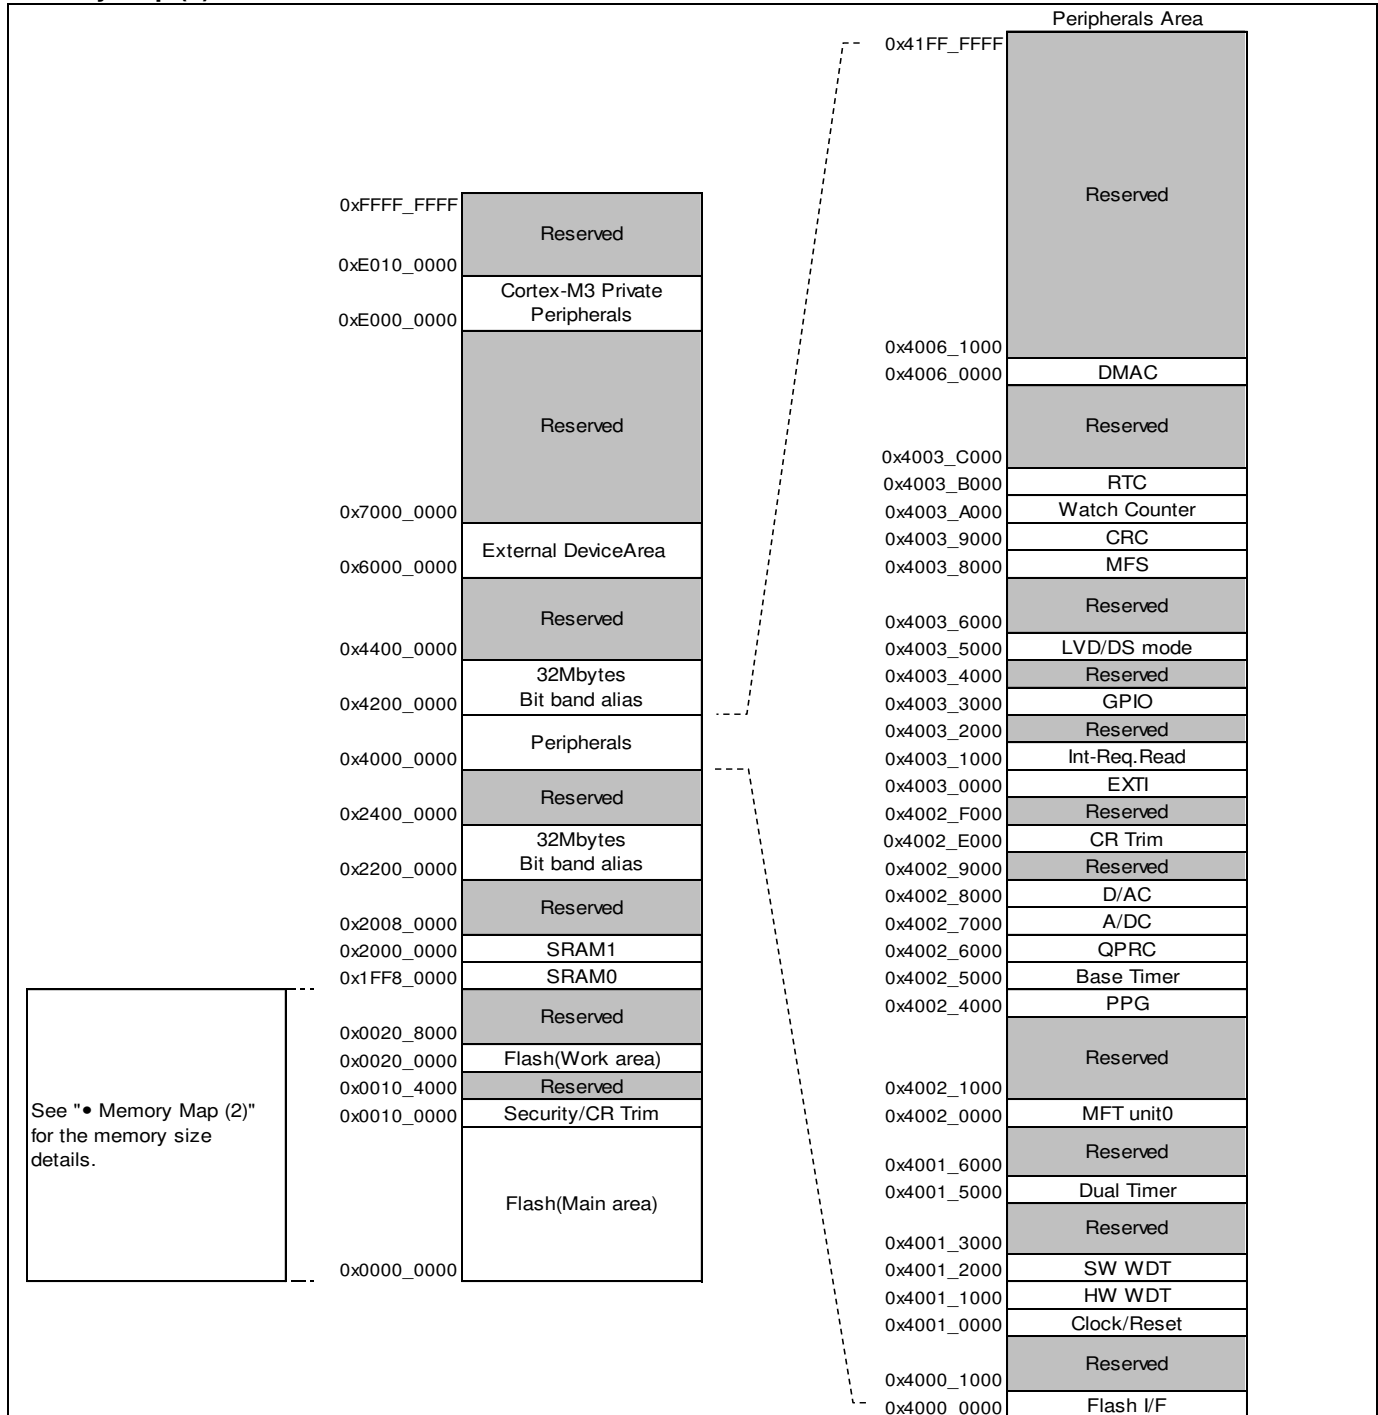 Peripherals Area
0x41FF_FFFF
Reserved
0x4006_1000
0x4006_0000 DMAC
Reserved
0x4003_C000
0x4003_B000 RTC
0x4003_A000 Watch Counter
0x4003_9000 CRC
0x4003_8000 MFS
Reserved
0x4003_6000
0x4003_5000 LVD/DS mode
0x4003_4000 Reserved
0x4003_3000 GPIO
0x4003_2000 Reserved
0x4003_1000 Int-Req.Read
0x4003_0000 EXTI
0x4002_F000 Reserved
0x4002_E000 CR Trim
0x4002_9000 Reserved
0x4002_8000 D/AC
0x4002_7000 A/DC
0x4002_6000 QPRC
0x4002_5000 Base Timer
0x4002_4000 PPG
Reserved
0x4002_1000
0x4002_0000 MFT unit0
Reserved
0x4001_6000
0x4001_5000 Dual Timer
Reserved
0x4001_3000
0x4001_2000 SW WDT
0x4001_1000 HW WDT
0x4001_0000 Clock/Reset
Reserved
0x4000_1000
0x4000_0000 Flash I/F
0xFFFF_FFFF
Reserved
0xE010_0000
Cortex-M3 Private
Peripherals
0xE000_0000
Reserved
0x7000_0000
External DeviceArea
0x6000_0000
Reserved
0x4400_0000
32Mbytes
Bit band alias
0x4200_0000
Peripherals
0x4000_0000
Reserved
0x2400_0000
32Mbytes
Bit band alias
0x2200_0000
Reserved
0x2008_0000
0x2000_0000 SRAM1
0x1FF8_0000 SRAM0
Reserved
0x0020_8000
0x0020_0000 Flash(Work area)
0x0010_4000 Reserved
0x0010_0000 Security/CR Trim
Flash(Main area)
0x0000_0000
See "● Memory Map (2)"
for the memory size
details.